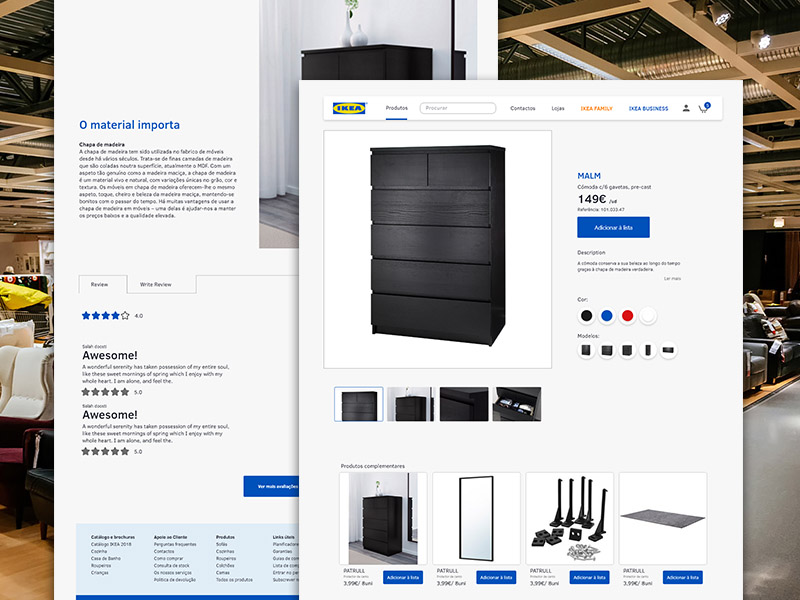 O material importa
Chapa de madeira
A chapa de madeira tem sido utilizada no fabrico de móveis
desde há vários séculos. Trata-se de finas camadas de madeira
que são coladas noutra superfície, atualmente o MDF. Com um
aspeto tão genuíno como a madeira maciça, a chapa de madeira
é um material vivo e natural, com variações únicas no grão, cor e
textura. Os móveis em chapa de madeira oferecem-lhe o mesmo
aspeto, toque, cheiro e beleza da madeira maciça, mantendo-se
bonitos com o passar do tempo. Há muitas vantagens de usar a
chapa de madeira em móveis – uma delas é ajudar-nos a manter
os preços baixos e a qualidade elevada.
Review
Write Review
4.0
Salah dcosti
Awesome!
A wonderful serenity has taken possession of my entire soul,
like these sweet mornings of spring which I enjoy with my
whole heart. I am alone, and feel the.
5.0
Salah dcosti
Awesome!
A wonderful serenity has taken possession of my entire soul,
like these sweet mornings of spring which I enjoy with my
whole heart. I am alone, and feel the.
5.0
Ver mais avaliações
Catálogo e brochures
Catálogo IKEA 2018
Cozinha
Casa de Banho
Roupeiros
Crianças
Apoio ao Cliente
Perguntas frequentes
Contactos
Como comprar
Consulta de stock
Os nossos serviços
Política de devolução
Produtos
Sofás
Cozinhas
Roupeiros
Colchões
Camas
Todos os produtos
Links úteis
Planificador
Garantias
Guias de com
Lista de comp
Entrar no me
Subscrever n
IKEA
Produtos
Procurar
Contactos
Lojas
IKEA FAMILY
IKEA BUSINESS
MALM
Cómoda c/6 gavetas, pre-cast
149€ /ud
Referência: 101.033.47
Adicionar à lista
Description
A cômoda conserve a sua beleza ao longo do tempo
graças à chapa de madeira verdadeira.
Ler mais
Cor:
Modelos:
Produtos complementares
PATRULL
Protector de canto
3,99€/ 8uni
Adicionar à lista
PATRULL
Protector de canto
3,99€/ 8uni
Adicionar à lista
PATRULL
Protector de canto
3,99€/ 8uni
Adicionar à lista
PATRULL
Protector de canto
3,99€/ 8uni
Adicionar à lista